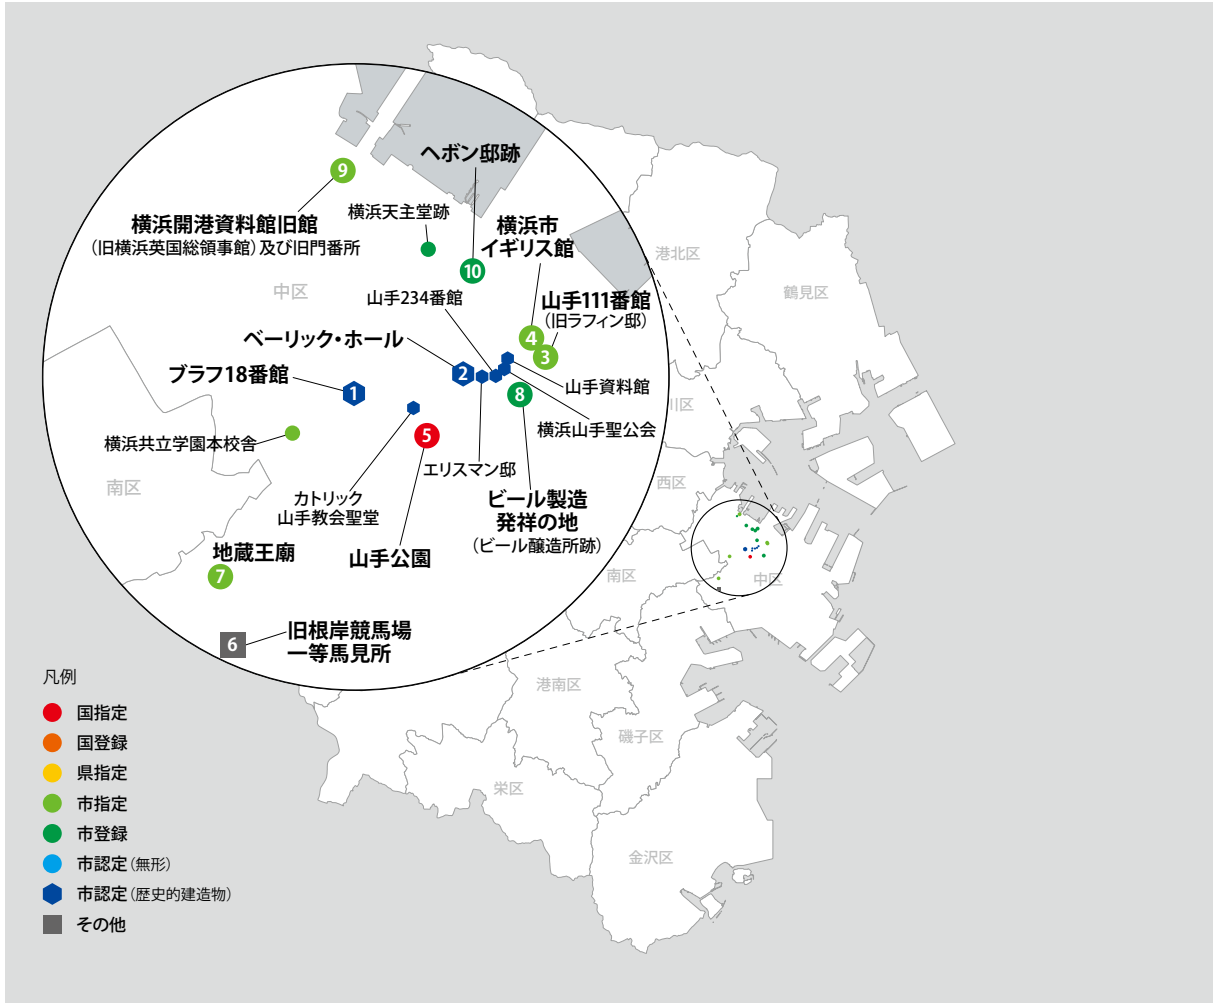 ヘボン邸跡
9
横浜開港資料館旧館
(旧横浜英国総領事館)及び旧門番所
横浜天主堂跡
横浜市
イギリス館
10
中区
山手234番館
山手111番館
(旧ラフィン邸)
4
3
ベーリック・ホール
ブラフ18番館
1
2
8
山手資料館
横浜山手聖公会
横浜共立学園本校舎
5
エリスマン邸
南区
カトリック
山手教会聖堂
ビール製造
発祥の地
(ビール醸造所跡)
山手公園
地蔵王廟
7
6
旧根岸競馬場
一等馬見所
港北区
鶴見区
川区
西区
南区
中区
港南区
磯子区
栄区
金沢区
凡例
国指定
国登録
県指定
市指定
市登録
市認定(無形)
市認定(歴史的建造物)
その他